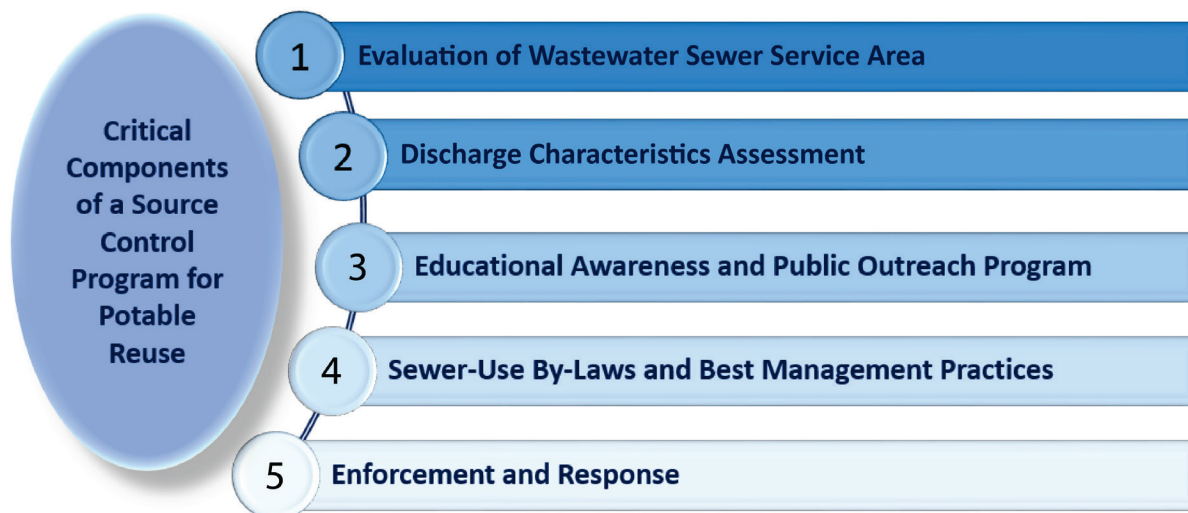 Critical
Components
of a Source
Control
Program for
Potable
Reuse
1 Evaluation of Wastewater Sewer Service Area
2 Discharge Characteristics Assessment
3 Educational Awareness and Public Outreach Program
4 Sewer-Use By-Laws and Best Management Practices
5 Enforcement and Response